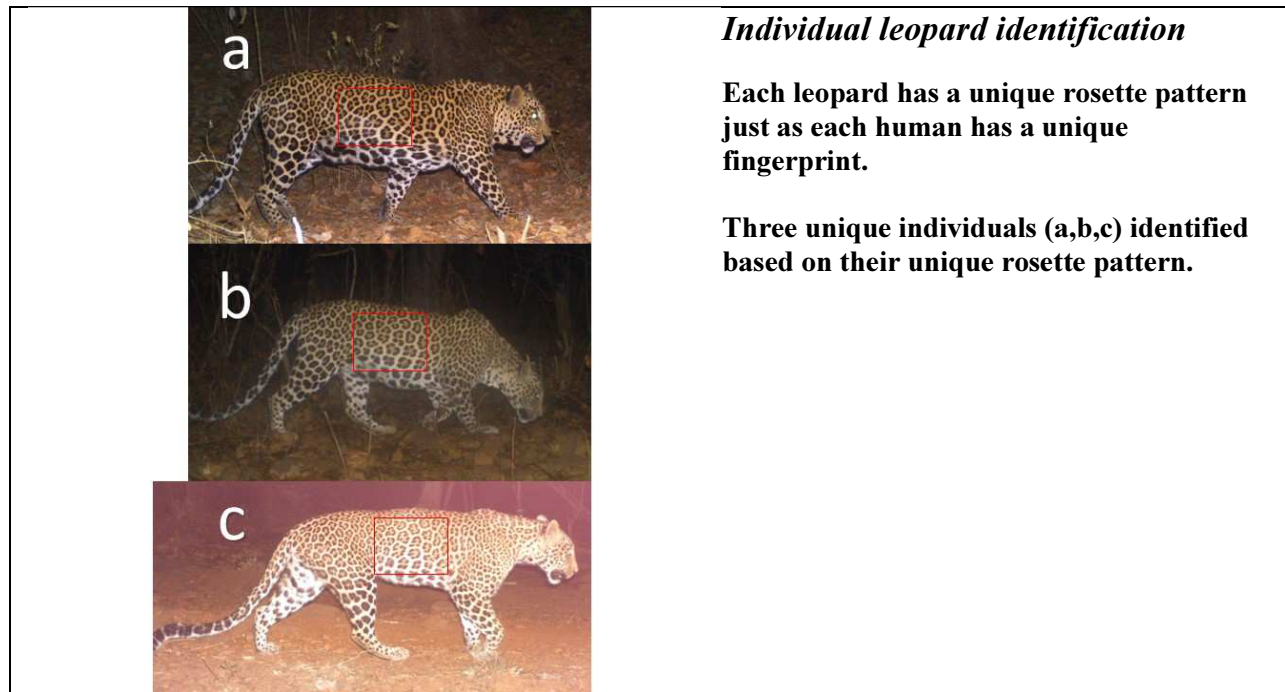 a
b
c
Individual leopard identification
Each leopard has a unique rosette pattern
just as each human has a unique
fingerprint.
Three unique individuals (a,b,c) identified
based on their unique rosette pattern.